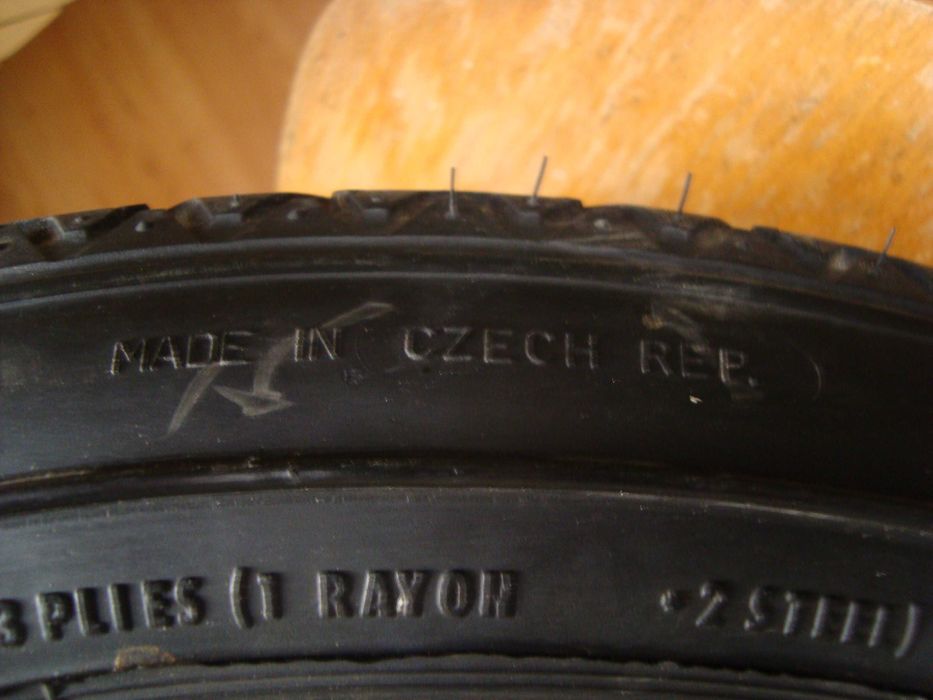 MADE IN CZECH REP.
3 PLIES (1 RAYON +2 STEEL)